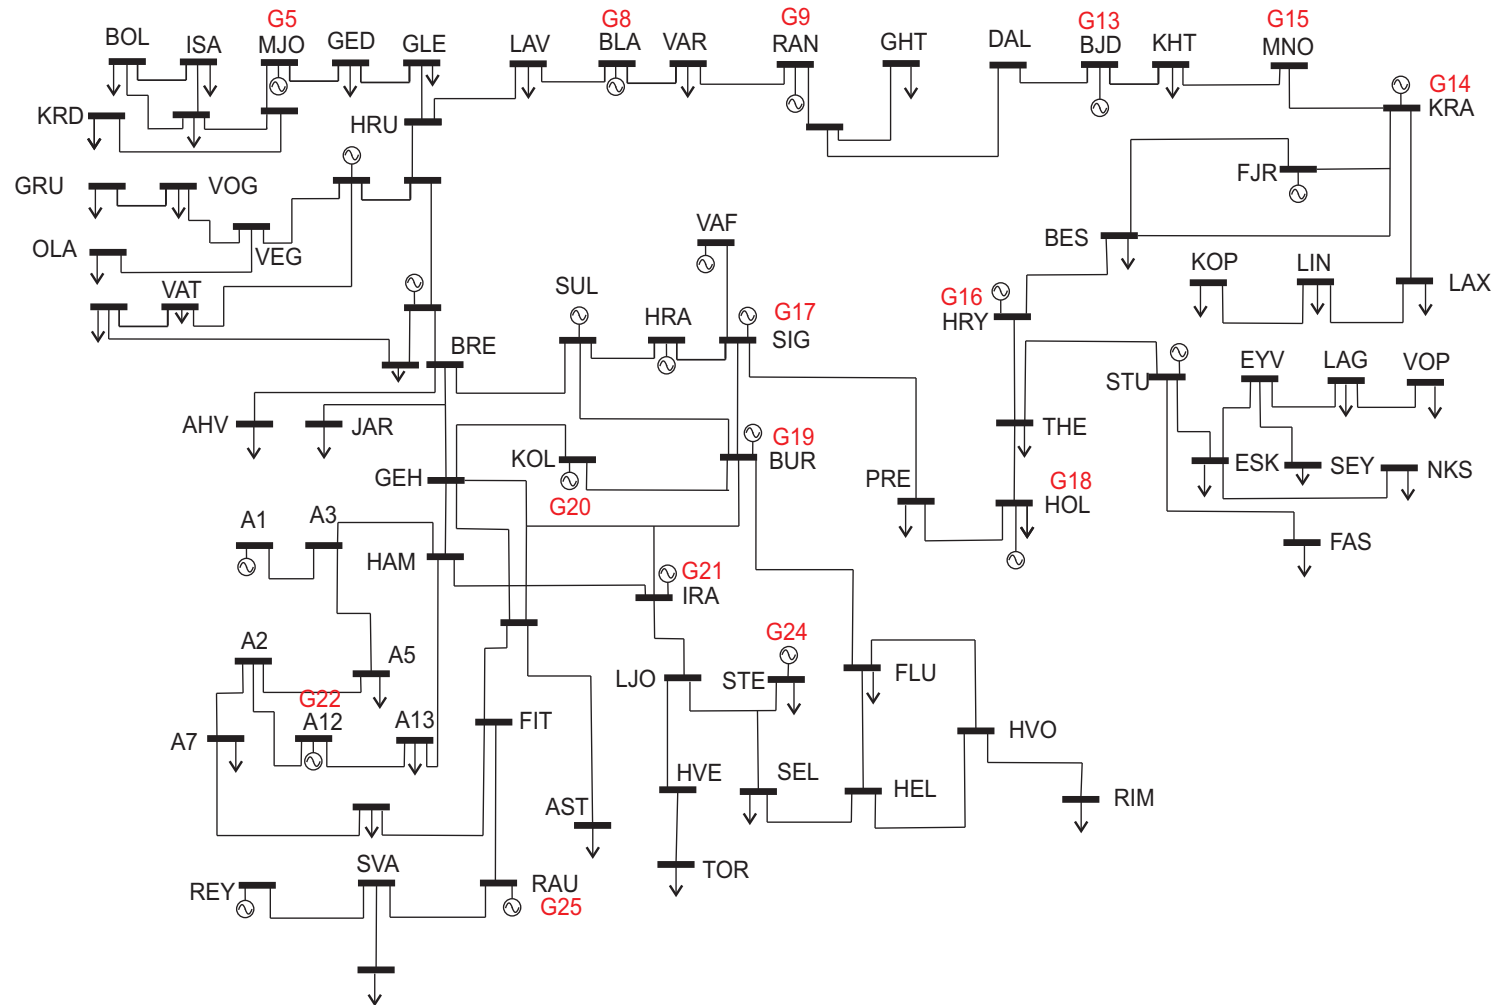 G5
G8
G9
G13
G15
BOL
ISA
MJO
GED
GLE
LAV
BLA
VAR
RAN
GHT
DAL
BJD
KHT
MNO
G14
KRD
HRU
KRA
GRU
VOG
FJR
OLA
VEG
VAF
BES
VAT
SUL
KOP
LIN
LAX
HRA
G17
SIG
G16
HRY
BRE
STU
EYV
LAG
VOP
AHV
JAR
G19
BUR
THE
KOL
GEH
ESK
SEY
NKS
G20
PRE
G18
HOL
A1
A3
HAM
FAS
G21
IRA
A2
A5
G24
LJO
STE
FLU
G22
A12
A13
FIT
A7
HVO
HVE
SEL
HEL
AST
RIM
SVA
TOR
REY
RAU
G25